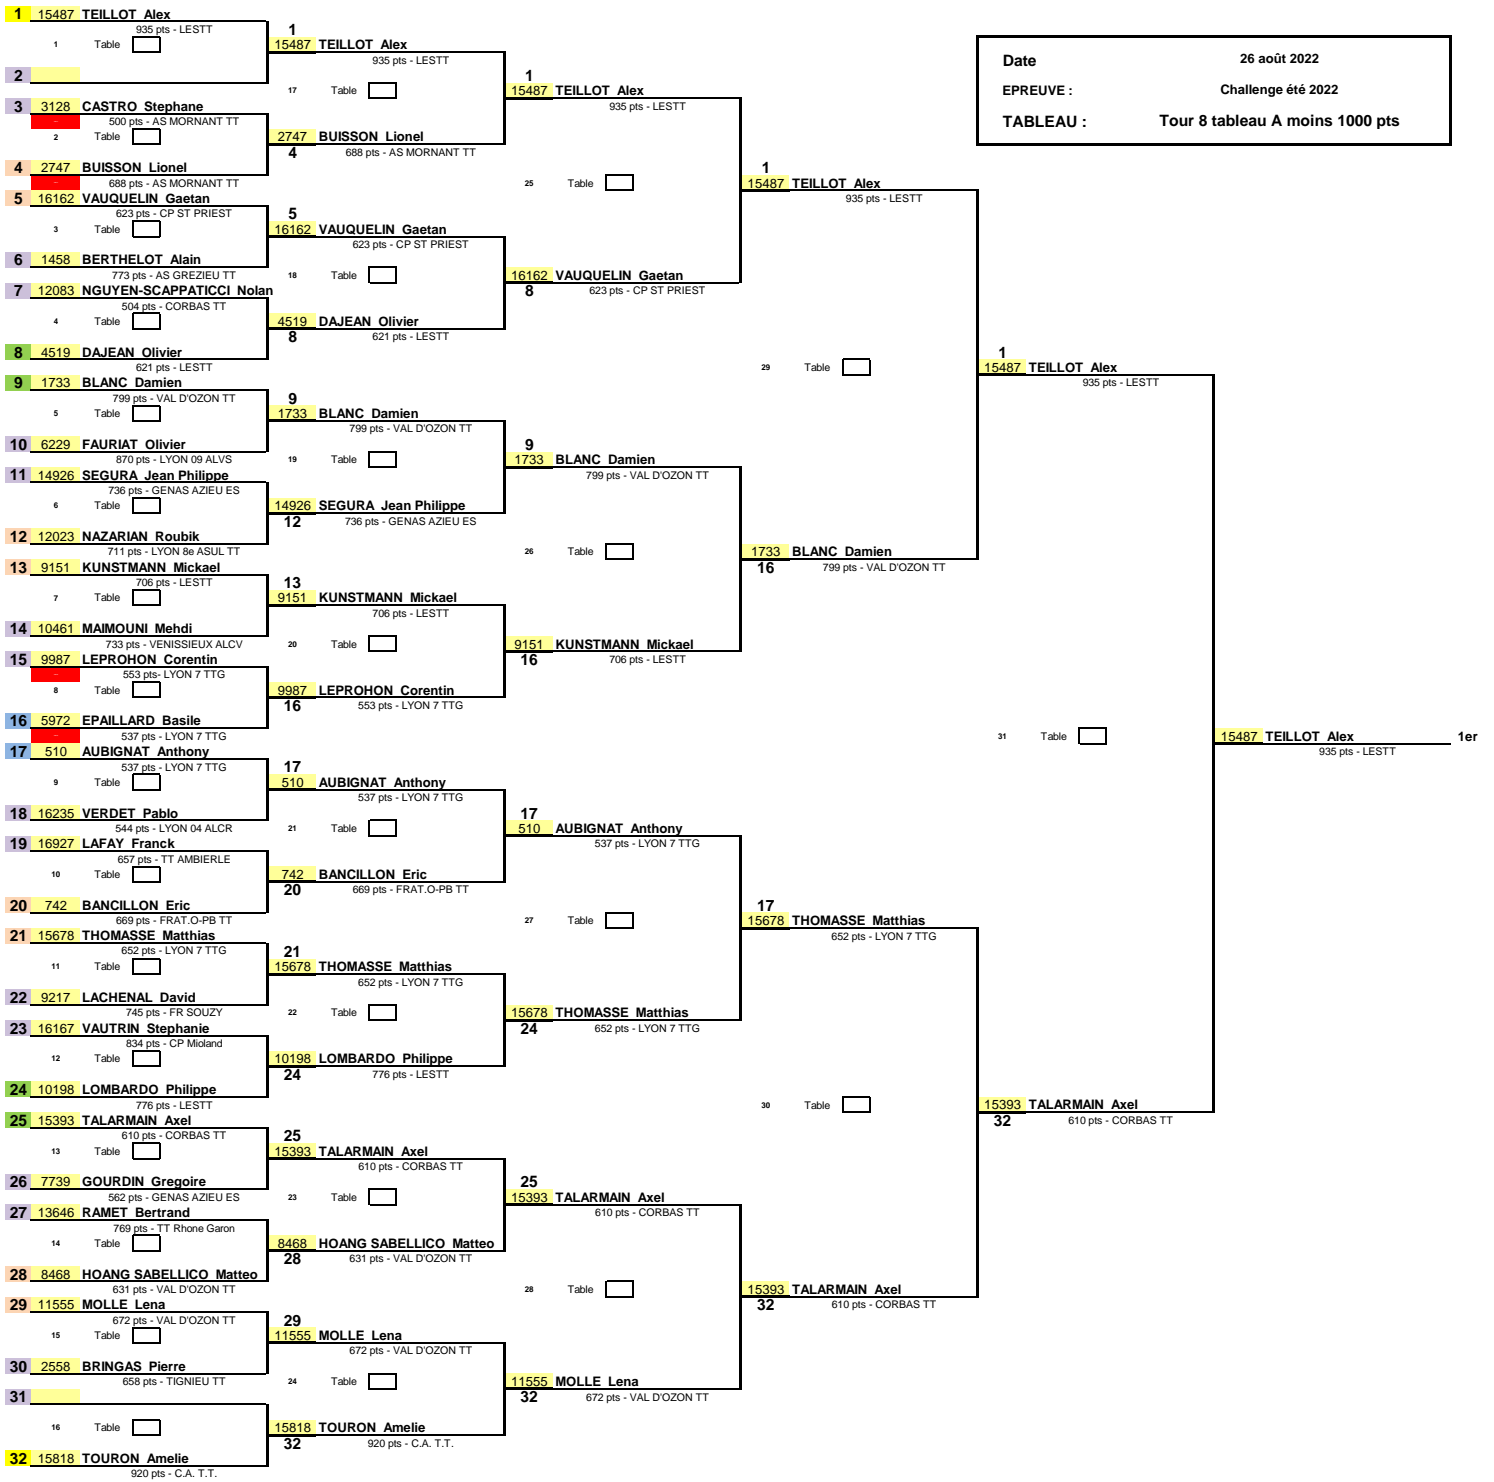 Date 26 août 2022
EPREUVE : Challenge été 2022
TABLEAU : Tour 8 tableau A moins 1000 pts
1 15487 TEILLOT Alex
935 pts - LESTT
1 Table
2
3 3128 CASTRO Stephane
500 pts - AS MORNANT TT
2 Table
4 2747 BUISSON Lionel
688 pts - AS MORNANT TT
5 16162 VAUQUELIN Gaetan
623 pts - CP ST PRIEST
3 Table
6 1458 BERTHELOT Alain
773 pts - AS GREZIEU TT
7 12083 NGUYEN-SCAPPATICCI Nolan
504 pts - CORBAS TT
4 Table
8 4519 DAJEAN Olivier
621 pts - LESTT
9 1733 BLANC Damien
799 pts - VAL D'OZON TT
5 Table
10 6229 FAURIAT Olivier
870 pts - LYON 09 ALVS
11 14926 SEGURA Jean Philippe
736 pts - GENAS AZIEU ES
6 Table
12 12023 NAZARIAN Roubik
711 pts - LYON 8e ASUL TT
13 9151 KUNSTMANN Mickael
706 pts - LESTT
7 Table
14 10461 MAIMOUNI Mehdi
733 pts - VENISSIEUX ALCV
15 9987 LEPROHON Corentin
553 pts- LYON 7 TTG
8 Table
16 5972 EPAILLARD Basile
537 pts - LYON 7 TTG
17 510 AUBIGNAT Anthony
537 pts - LYON 7 TTG
9 Table
18 16235 VERDET Pablo
544 pts - LYON 04 ALCR
19 16927 LAFAY Franck
657 pts - TT AMBIERLE
10 Table
20 742 BANCILLON Eric
669 pts - FRAT.O-PB TT
21 15678 THOMASSE Matthias
652 pts - LYON 7 TTG
11 Table
22 9217 LACHENAL David
745 pts - FR SOUZY
23 16167 VAUTRIN Stephanie
834 pts - CP Mioland
12 Table
24 10198 LOMBARDO Philippe
776 pts - LESTT
25 15393 TALARMAIN Axel
610 pts - CORBAS TT
13 Table
26 7739 GOURDIN Gregoire
562 pts - GENAS AZIEU ES
27 13646 RAMET Bertrand
769 pts - TT Rhone Garon
14 Table
28 8468 HOANG SABELLICO Matteo
631 pts - VAL D'OZON TT
29 11555 MOLLE Lena
672 pts - VAL D'OZON TT
15 Table
30 2558 BRINGAS Pierre
658 pts - TIGNIEU TT
31
16 Table
32 15818 TOURON Amelie
920 pts - C.A. T.T.
1
15487 TEILLOT Alex
935 pts - LESTT
17 Table
2747 BUISSON Lionel
4 688 pts - AS MORNANT TT
5
16162 VAUQUELIN Gaetan
623 pts - CP ST PRIEST
18 Table
4519 DAJEAN Olivier
8 621 pts - LESTT
9
1733 BLANC Damien
799 pts - VAL D'OZON TT
19 Table
14926 SEGURA Jean Philippe
12 736 pts - GENAS AZIEU ES
13
9151 KUNSTMANN Mickael
706 pts - LESTT
20 Table
9987 LEPROHON Corentin
16 553 pts - LYON 7 TTG
17
510 AUBIGNAT Anthony
537 pts - LYON 7 TTG
21 Table
742 BANCILLON Eric
20 669 pts - FRAT.O-PB TT
21
15678 THOMASSE Matthias
652 pts - LYON 7 TTG
22 Table
10198 LOMBARDO Philippe
24 776 pts - LESTT
25
15393 TALARMAIN Axel
610 pts - CORBAS TT
23 Table
8468 HOANG SABELLICO Matteo
28 631 pts - VAL D'OZON TT
29
11555 MOLLE Lena
672 pts - VAL D'OZON TT
24 Table
15818 TOURON Amelie
32 920 pts - C.A. T.T.
1
15487 TEILLOT Alex
935 pts - LESTT
25 Table
16162 VAUQUELIN Gaetan
8 623 pts - CP ST PRIEST
9
1733 BLANC Damien
799 pts - VAL D'OZON TT
26 Table
9151 KUNSTMANN Mickael
16 706 pts - LESTT
17
510 AUBIGNAT Anthony
537 pts - LYON 7 TTG
27 Table
15678 THOMASSE Matthias
24 652 pts - LYON 7 TTG
25
15393 TALARMAIN Axel
610 pts - CORBAS TT
28 Table
11555 MOLLE Lena
32 672 pts - VAL D'OZON TT
1
15487 TEILLOT Alex
935 pts - LESTT
29 Table
1733 BLANC Damien
16 799 pts - VAL D'OZON TT
17
15678 THOMASSE Matthias
652 pts - LYON 7 TTG
30 Table
15393 TALARMAIN Axel
32 610 pts - CORBAS TT
1
15487 TEILLOT Alex
935 pts - LESTT
31 Table
15393 TALARMAIN Axel
32 610 pts - CORBAS TT
15487 TEILLOT Alex 1er
935 pts - LESTT